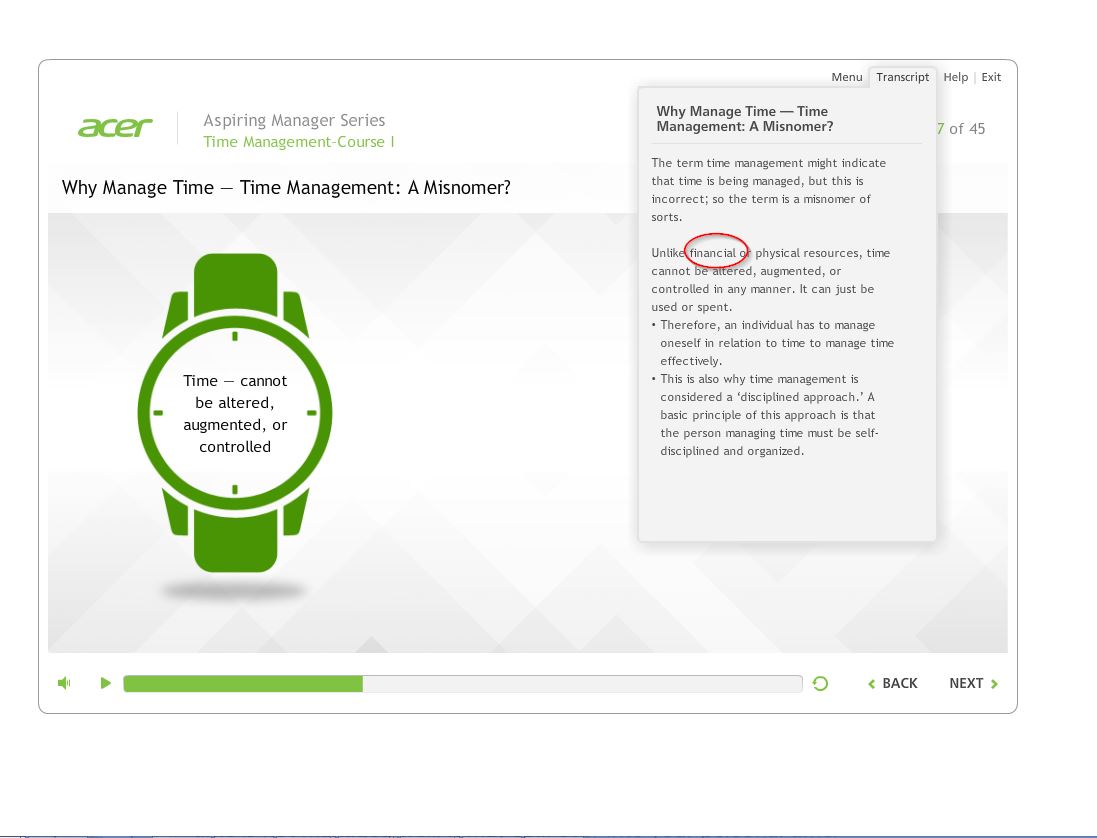 Menu
Transcript
Help | Exit
acer
Aspiring Manager Series
Time Management-Course I
7 of 45
Why Manage Time — Time Management: A Misnomer?
Time — cannot
be altered,
augmented, or
controlled
Why Manage Time — Time
Management: A Misnomer?
The term time management might indicate
that time is being managed, but this is
incorrect; so the term is a misnomer of
sorts.
Unlike financial or physical resources, time
cannot be altered, augmented, or
controlled in any manner. It can just be
used or spent.
• Therefore, an individual has to manage
oneself in relation to time to manage time
effectively.
• This is also why time management is
considered a ‘disciplined approach.’ A
basic principle of this approach is that
the person managing time must be self-
disciplined and organized.
BACK
NEXT